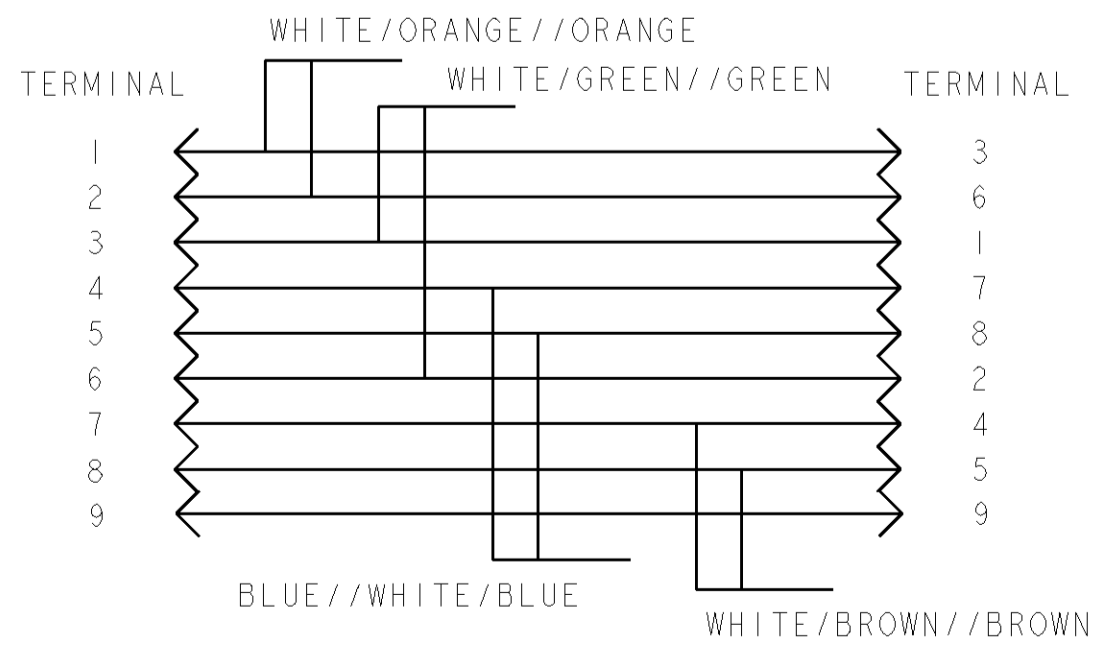 WHITE/ORANGE//ORANGE
TERMINAL WHITE/GREEN//GREEN TERMINAL
1 3
2 6
3 1
4 7
5 8
6 2
7 4
8 5
9 9
BLUE//WHITE/BLUE
WHITE/BROWN//BROWN